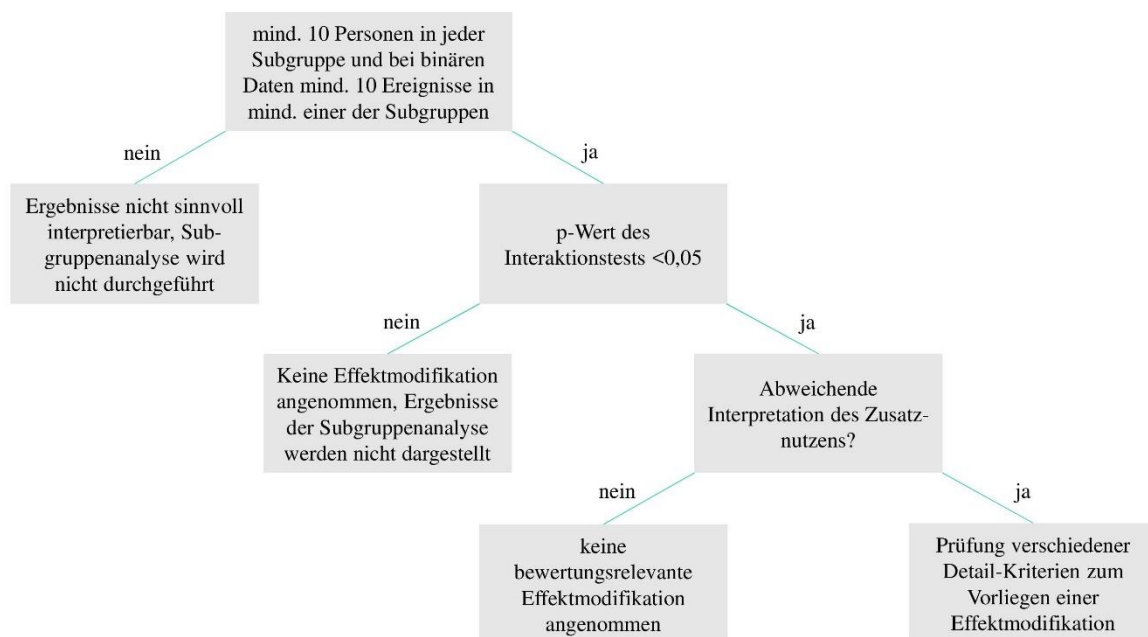 mind. 10 Personen in jeder
Subgruppe und bei binären
Daten mind. 10 Ereignisse in
mind. einer der Subgruppen
nein
ja
Ergebnisse nicht sinnvoll
interpretierbar, Sub-
gruppenanalyse wird
nicht durchgeführt
p-Wert des
Interaktionstests <0,05
nein
ja
Keine Effektmodifikation
angenommen, Ergebnisse
der Subgruppenanalyse
werden nicht dargestellt
Abweichende
Interpretation des Zusatz-
nutzens?
nein
ja
keine
bewertungsrelevante
Effektmodifikation
angenommen
Prüfung verschiedener
Detail-Kriterien zum
Vorliegen einer
Effektmodifikation